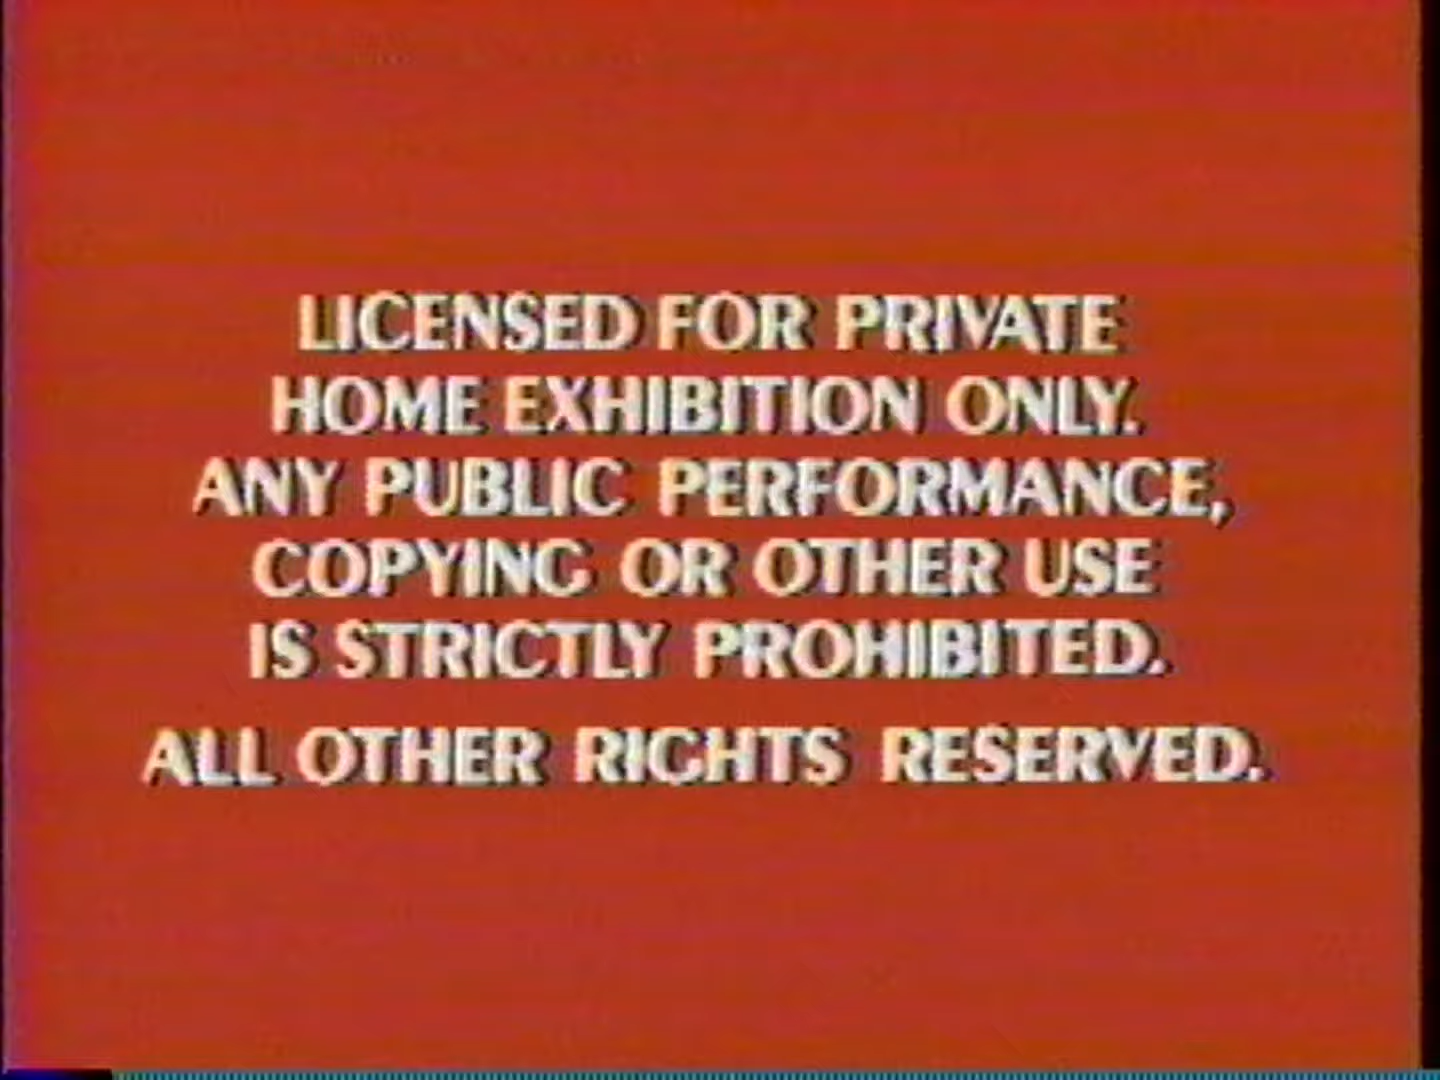 LICENSED FOR PRIVATE
HOME EXHIBITION ONLY.
ANY PUBLIC PERFORMANCE,
COPYING OR OTHER USE
IS STRICTLY PROHIBITED.
ALL OTHER RIGHTS RESERVED.